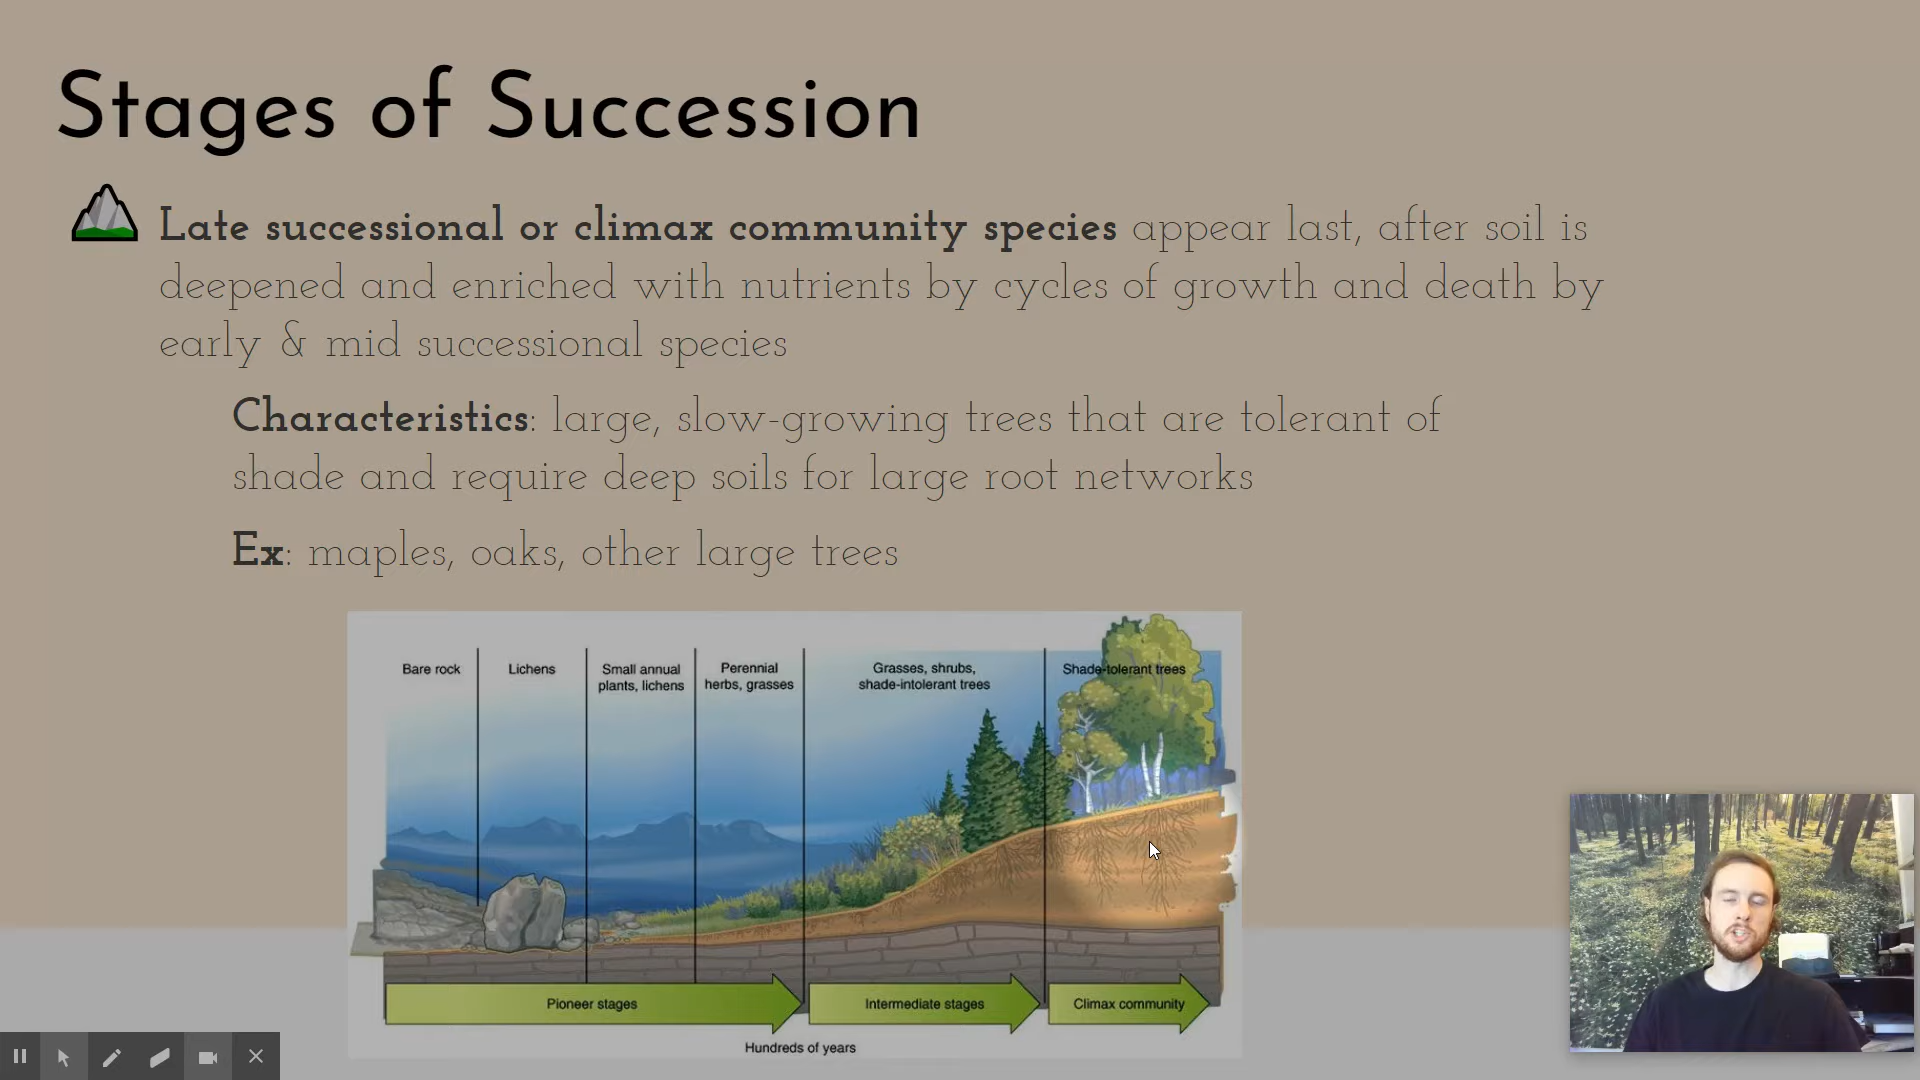 Stages of Succession
Late successional or climax community species appear last, after soil is
deepened and enriched with nutrients by cycles of growth and death by
early & mid successional species
Characteristics: large, slow-growing trees that are tolerant of
shade and require deep soils for large root networks
Ex: maples, oaks, other large trees
Bare rock
Lichens
Small annual
plants, lichens
Perennial
herbs, grasses
Grasses, shrubs,
shade-intolerant trees
Shade-tolerant trees
Pioneer stages
Intermediate stages
Climax community
Hundreds of years